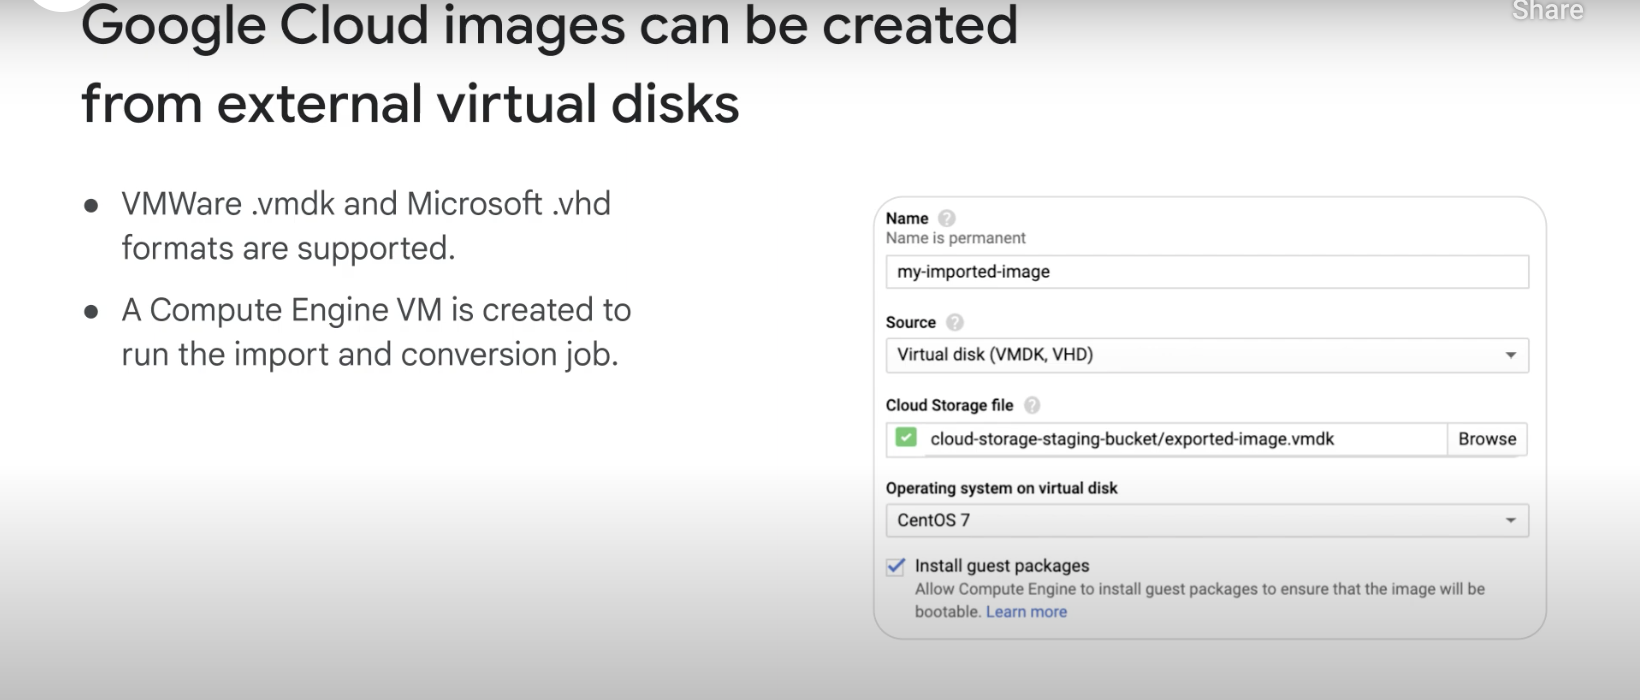 Share
Google Cloud images can be created
from external virtual disks
● VMWare .vmdk and Microsoft .vhd
formats are supported.
● A Compute Engine VM is created to
run the import and conversion job.
Name ?
Name is permanent
my-imported-image
Source ?
Virtual disk (VMDK, VHD)
Cloud Storage file ?
cloud-storage-staging-bucket/exported-image.vmdk Browse
Operating system on virtual disk
CentOS 7
Install guest packages
Allow Compute Engine to install guest packages to ensure that the image will be
bootable. Learn more